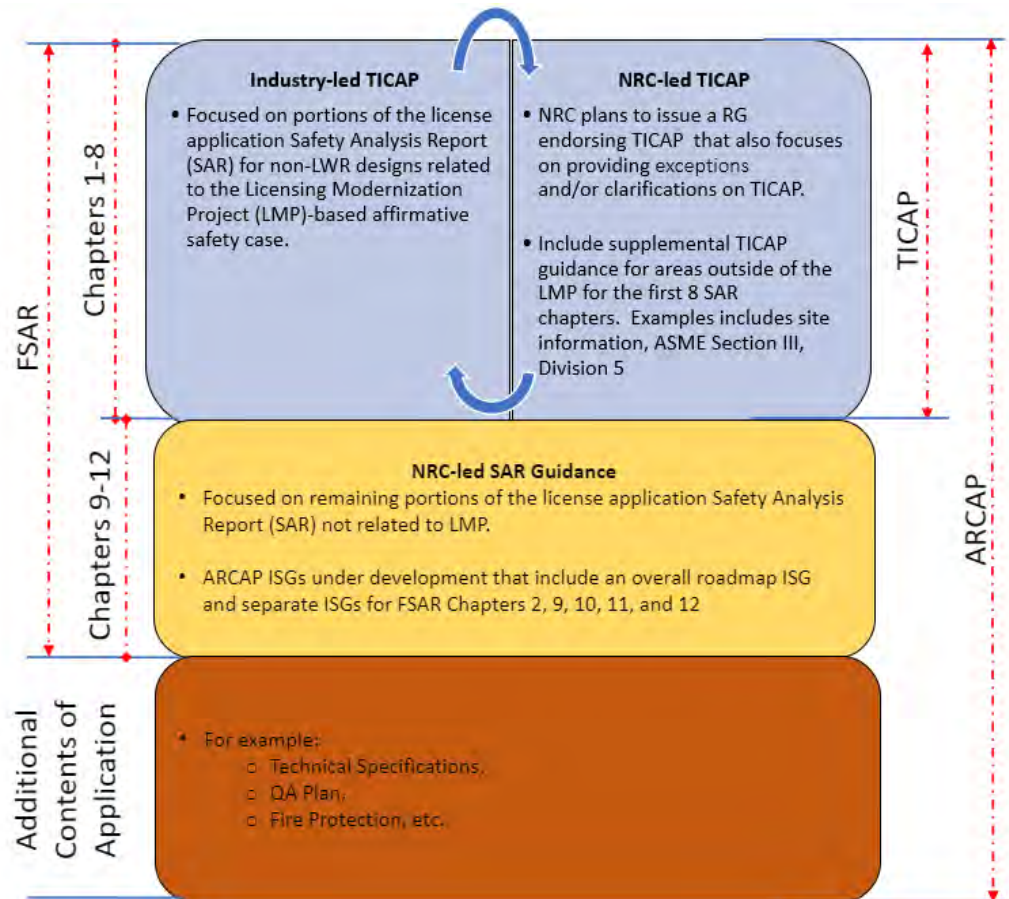 Industry-led TICAP
• Focused on portions of the license
application Safety Analysis Report
(SAR) for non-LWR designs related
to the Licensing Modernization
Project (LMP)-based affirmative
safety case.
NRC-led TICAP
• NRC plans to issue a RG
endorsing TICAP that also focuses
on providing exceptions
and/or clarifications on TICAP.
• Include supplemental TICAP
guidance for areas outside of the
LMP for the first 8 SAR
chapters. Examples includes site
information, ASME Section III,
Division 5
FSAR
Chapters 1-8
TICAP
ARCAP
NRC-led SAR Guidance
• Focused on remaining portions of the license application Safety Analysis
Report (SAR) not related to LMP.
• ARCAP ISGs under development that include an overall roadmap ISG
and separate ISGs for FSAR Chapters 2, 9, 10, 11, and 12
Chapters 9-12
• For example:
o Technical Specifications,
o QA Plan,
o Fire Protection, etc.
Additional
Contents of
Application